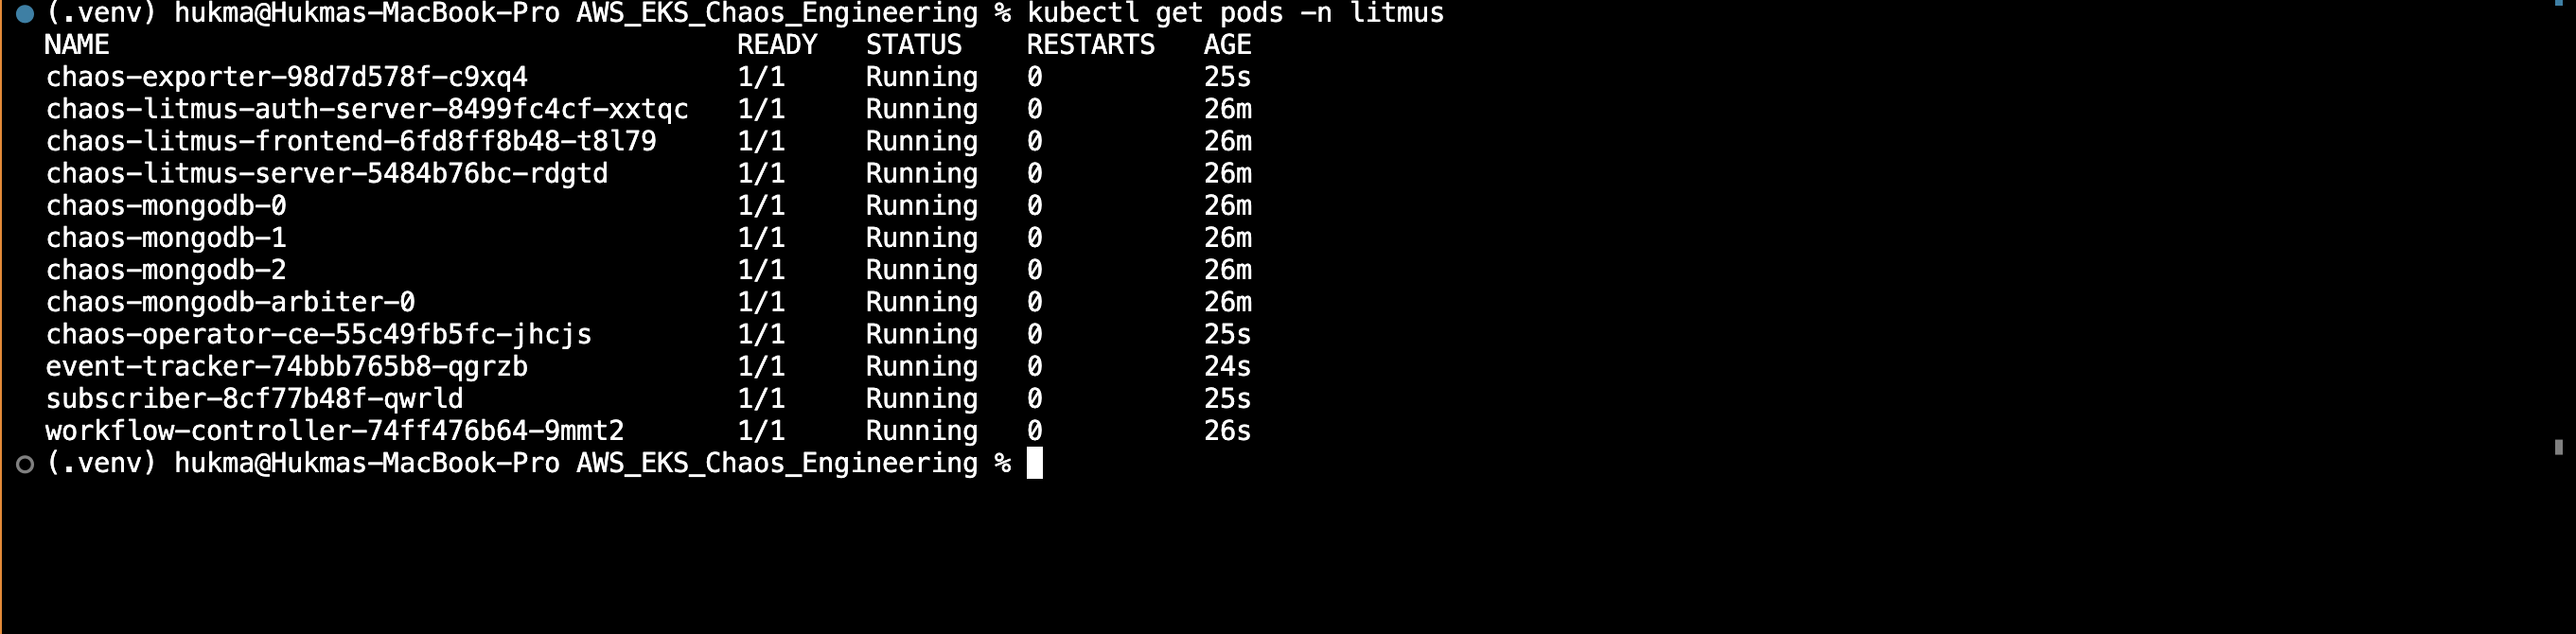 (.venv) hukma@Hukmas-MacBook-Pro AWS_EKS_Chaos_Engineering % kubectl get pods -n litmus
NAME READY STATUS RESTARTS AGE
chaos-exporter-98d7d578f-c9xq4 1/1 Running 0 25s
chaos-litmus-auth-server-8499fc4cf-xxtqc 1/1 Running 0 26m
chaos-litmus-frontend-6fd8ff8b48-t8l79 1/1 Running 0 26m
chaos-litmus-server-5484b76bc-rdgtd 1/1 Running 0 26m
chaos-mongodb-0 1/1 Running 0 26m
chaos-mongodb-1 1/1 Running 0 26m
chaos-mongodb-2 1/1 Running 0 26m
chaos-mongodb-arbiter-0 1/1 Running 0 26m
chaos-operator-ce-55c49fb5fc-jhcjs 1/1 Running 0 25s
event-tracker-74bbb765b8-qgrzb 1/1 Running 0 24s
subscriber-8cf77b48f-qwrld 1/1 Running 0 25s
workflow-controller-74ff476b64-9mmt2 1/1 Running 0 26s
(.venv) hukma@Hukmas-MacBook-Pro AWS_EKS_Chaos_Engineering %